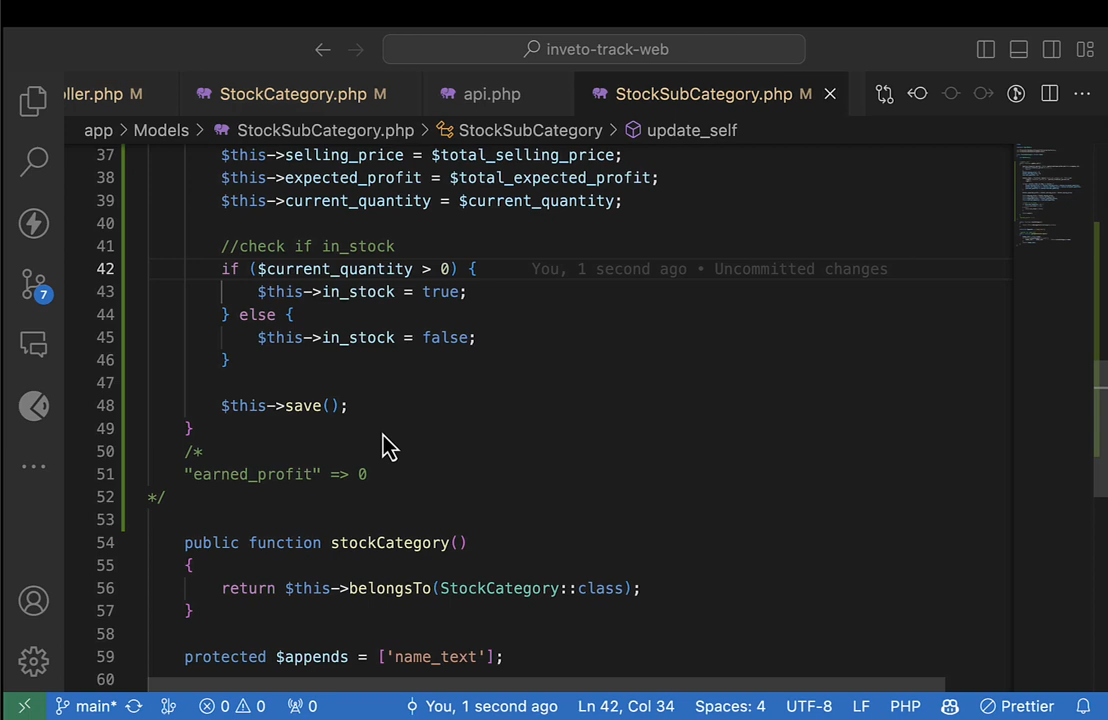 inveto-track-web
ller.php M
StockCategory.php M
api.php
StockSubCategory.php M
app > Models > StockSubCategory.php > StockSubCategory > update_self
37 $this->selling_price = $total_selling_price;
38 $this->expected_profit = $total_expected_profit;
39 $this->current_quantity = $current_quantity;
40
41 //check if in_stock
42 if ($current_quantity > 0) { You, 1 second ago • Uncommitted changes
43 $this->in_stock = true;
44 } else {
45 $this->in_stock = false;
46 }
47
48 $this->save();
49 }
50 /*
51 "earned_profit" => 0
52 */
53
54 public function stockCategory()
55 {
56 return $this->belongsTo(StockCategory::class);
57 }
58
59 protected $appends = ['name_text'];
60
7
main* 0 0 0 You, 1 second ago Ln 42, Col 34 Spaces: 4 UTF-8 LF PHP Prettier